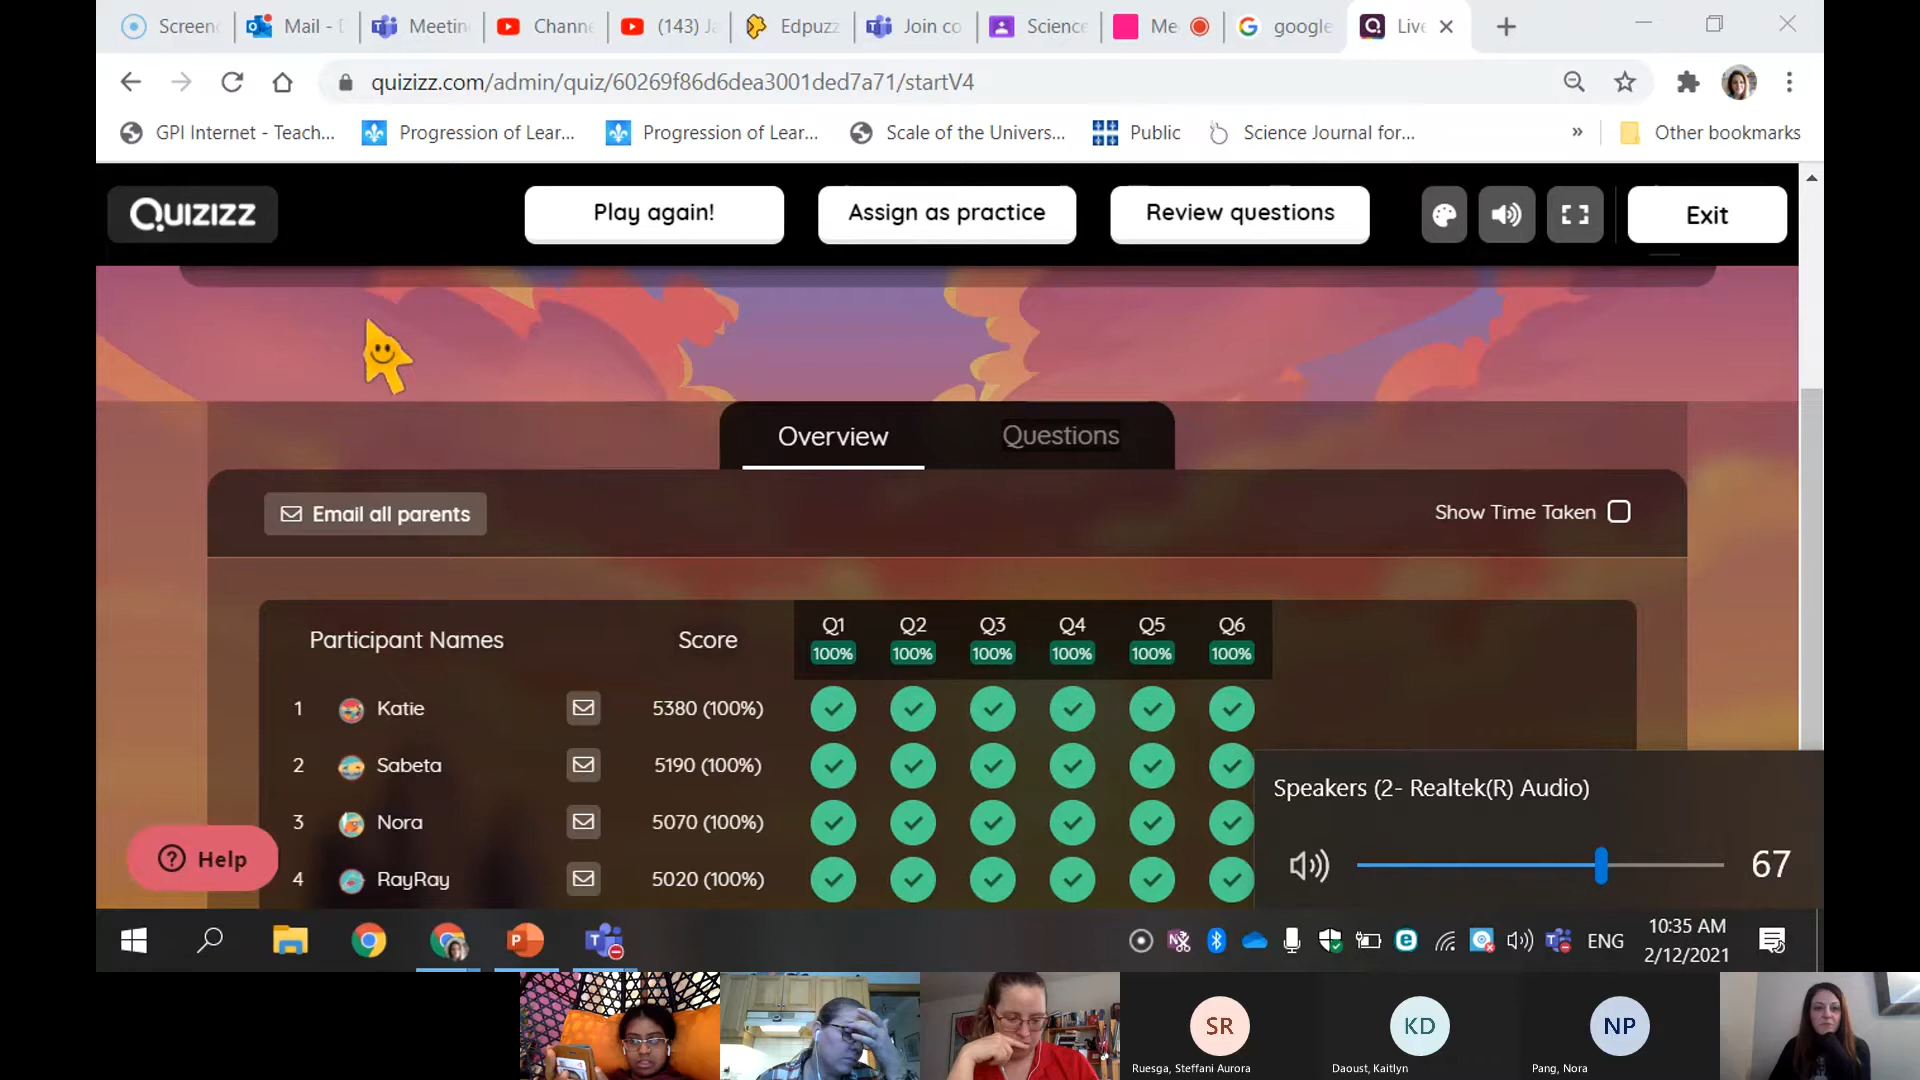 Screen
Mail - D
Meetin
Chann
(143) Ja
Edpuzz
Join co
Science
Me
google
Live
quizizz.com/admin/quiz/60269f86d6dea3001ded7a71/startV4
GPI Internet - Teach...
Progression of Lear...
Progression of Lear...
Scale of the Univers...
Public
Science Journal for...
»
Other bookmarks
Quizizz
Play again!
Assign as practice
Review questions
Exit
Overview
Questions
Email all parents
Show Time Taken
Participant Names Score Q1 Q2 Q3 Q4 Q5 Q6
100% 100% 100% 100% 100% 100%
1 Katie 5380 (100%)
2 Sabeta 5190 (100%)
3 Nora 5070 (100%)
4 RayRay 5020 (100%)
Help
Speakers (2- Realtek(R) Audio)
67
ENG
10:35 AM
2/12/2021
SR
KD
NP
Ruesga, Steffani Aurora
Daoust, Kaitlyn
Pang, Nora